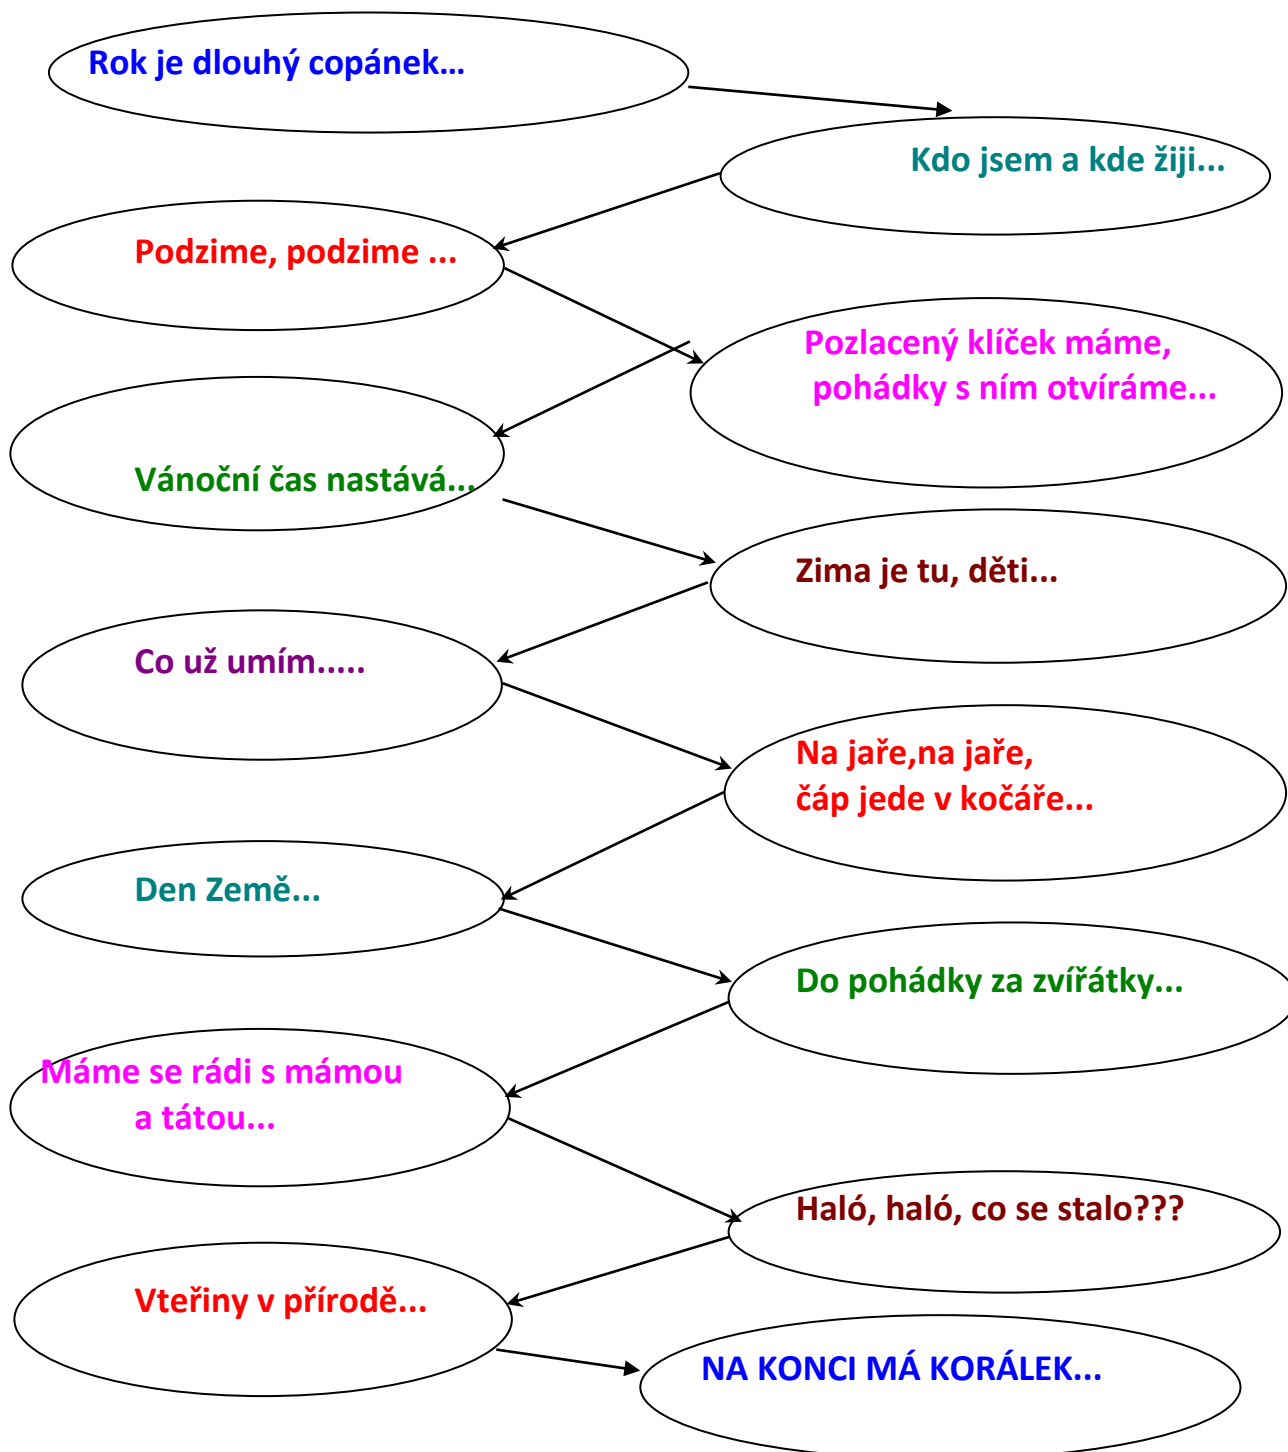 Rok je dlouhý copánek...
Kdo jsem a kde žiji...
Podzime, podzime ...
Pozlacený klíček máme,
pohádky s ním otvíráme...
Vánoční čas nastává...
Zima je tu, děti...
Co už umím.....
Na jaře,na jaře,
čáp jede v kočáře...
Den Země...
Do pohádky za zvířátky...
Máme se rádi s mámou
a tátou...
Haló, haló, co se stalo???
Vteřiny v přírodě...
NA KONCI MÁ KORÁLEK...